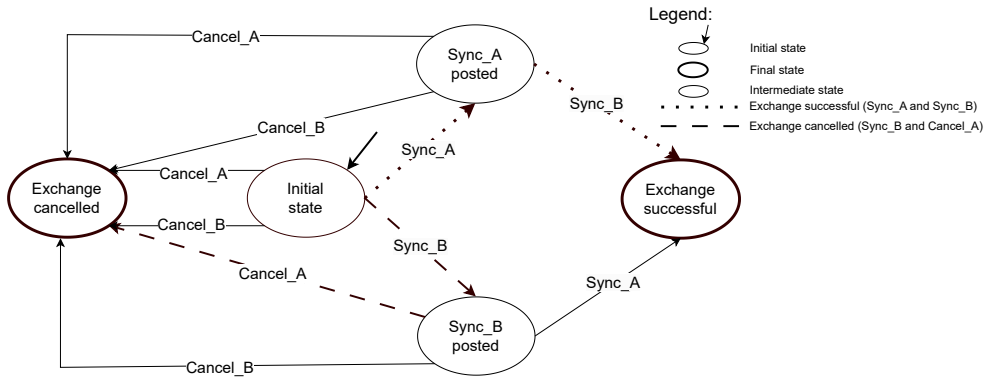 Legend:
Initial state
Final state
Intermediate state
Exchange successful (Sync_A and Sync_B)
Exchange cancelled (Sync_B and Cancel_A)
Cancel_A
Sync_A
posted
Sync_B
Cancel_B
Sync_A
Cancel_A
Exchange
cancelled
Initial
state
Exchange
successful
Cancel_B
Sync_B
Cancel_A
Sync_A
Sync_B
posted
Cancel_B